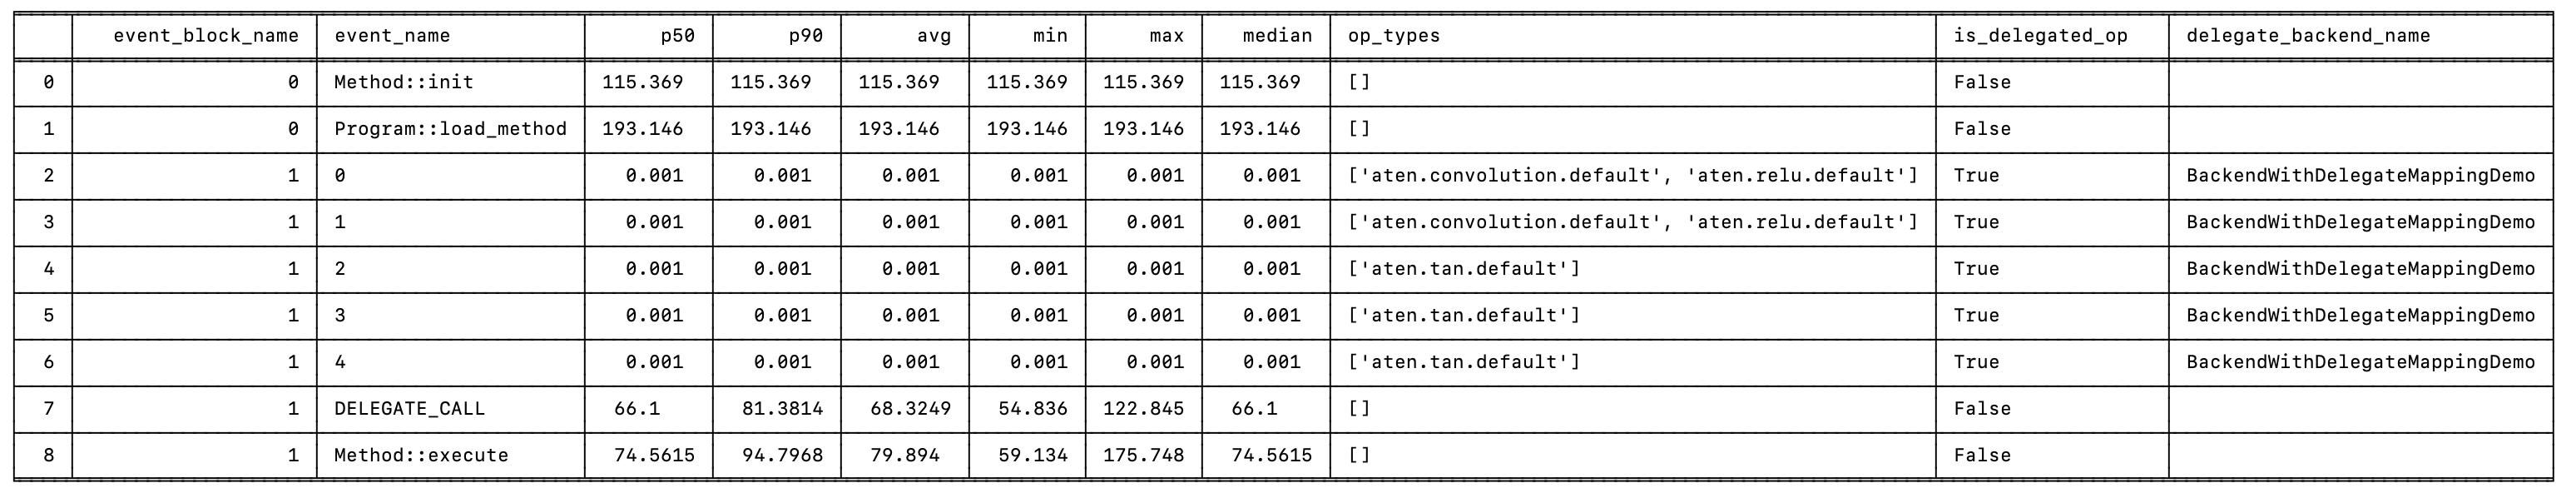 event_block_name event_name p50 p90 avg min max median op_types is_delegated_op delegate_backend_name
0 0 Method::init 115.369 115.369 115.369 115.369 115.369 115.369 [] False
1 0 Program::load_method 193.146 193.146 193.146 193.146 193.146 193.146 [] False
2 1 0 0.001 0.001 0.001 0.001 0.001 0.001 ['aten.convolution.default', 'aten.relu.default'] True BackendWithDelegateMappingDemo
3 1 1 0.001 0.001 0.001 0.001 0.001 0.001 ['aten.convolution.default', 'aten.relu.default'] True BackendWithDelegateMappingDemo
4 1 2 0.001 0.001 0.001 0.001 0.001 0.001 ['aten.tan.default'] True BackendWithDelegateMappingDemo
5 1 3 0.001 0.001 0.001 0.001 0.001 0.001 ['aten.tan.default'] True BackendWithDelegateMappingDemo
6 1 4 0.001 0.001 0.001 0.001 0.001 0.001 ['aten.tan.default'] True BackendWithDelegateMappingDemo
7 1 DELEGATE_CALL 66.1 81.3814 68.3249 54.836 122.845 66.1 [] False
8 1 Method::execute 74.5615 94.7968 79.894 59.134 175.748 74.5615 [] False